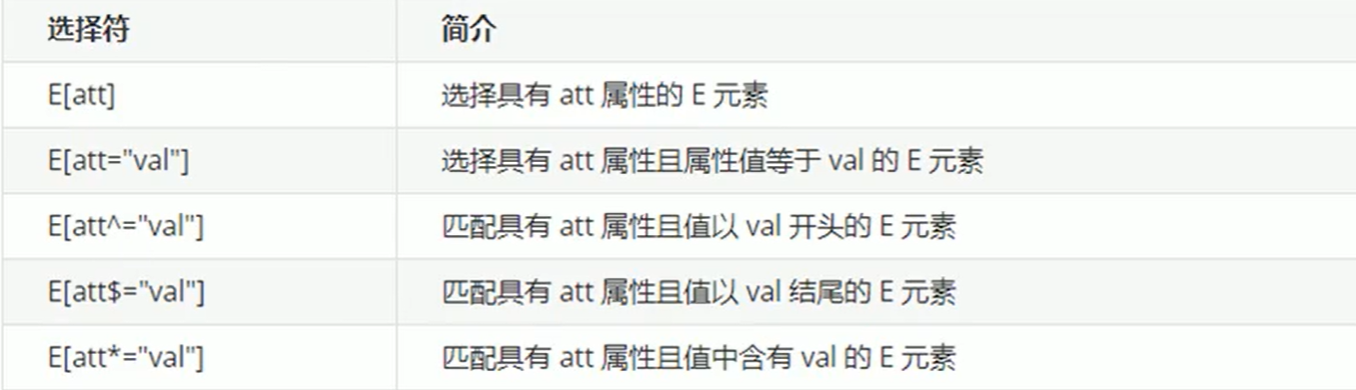 选择符 简介
E[att] 选择具有 att 属性的 E 元素
E[att="val"] 选择具有 att 属性且属性值等于 val 的 E 元素
E[att^="val"] 匹配具有 att 属性且值以 val 开头的 E 元素
E[att$="val"] 匹配具有 att 属性且值以 val 结尾的 E 元素
E[att*="val"] 匹配具有 att 属性且值中含有 val 的 E 元素